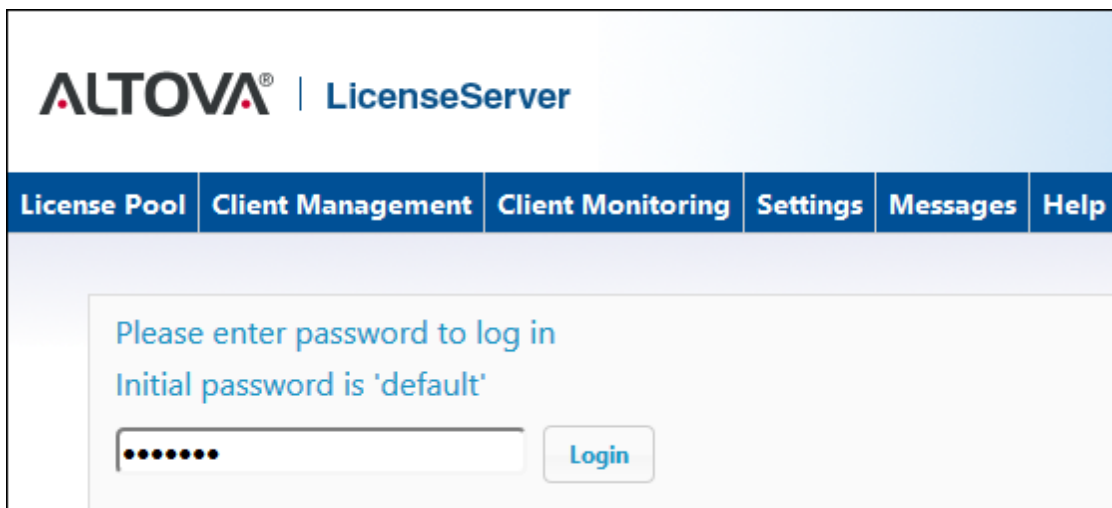 ALTOVA® | LicenseServer
License Pool Client Management Client Monitoring Settings Messages Help
Please enter password to log in
Initial password is 'default'
••••••• Login